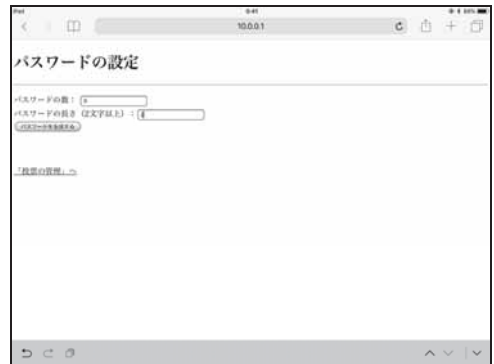 iPad
9:41
10.0.0.1
パスワードの設定
パスワードの数：
パスワードの長さ（2文字以上）：
パスワードを生成する
「投票の管理」へ